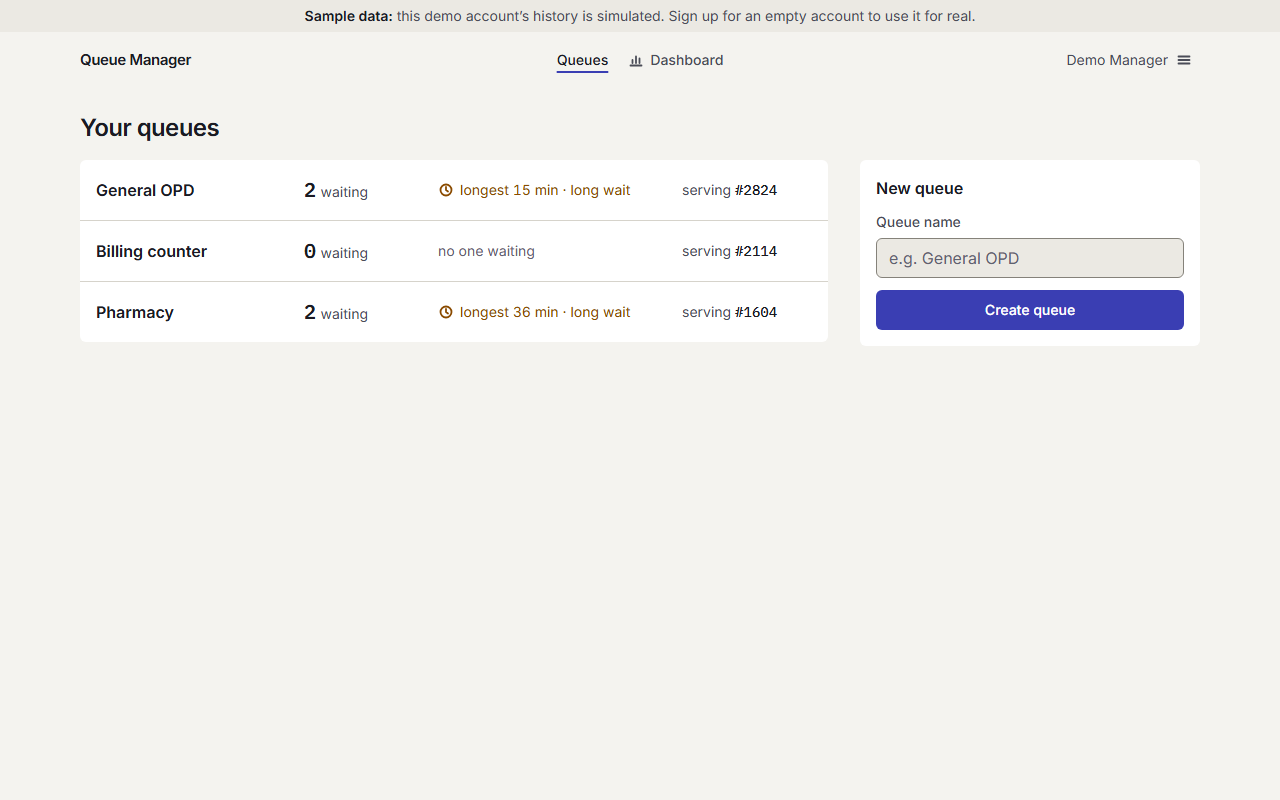 Sample data: this demo account’s history is simulated. Sign up for an empty account to use it for real.
Queue Manager
Queues
Dashboard
Demo Manager
Your queues
General OPD
2 waiting
longest 15 min · long wait
serving #2824
Billing counter
0 waiting
no one waiting
serving #2114
Pharmacy
2 waiting
longest 36 min · long wait
serving #1604
New queue
Queue name
e.g. General OPD
Create queue